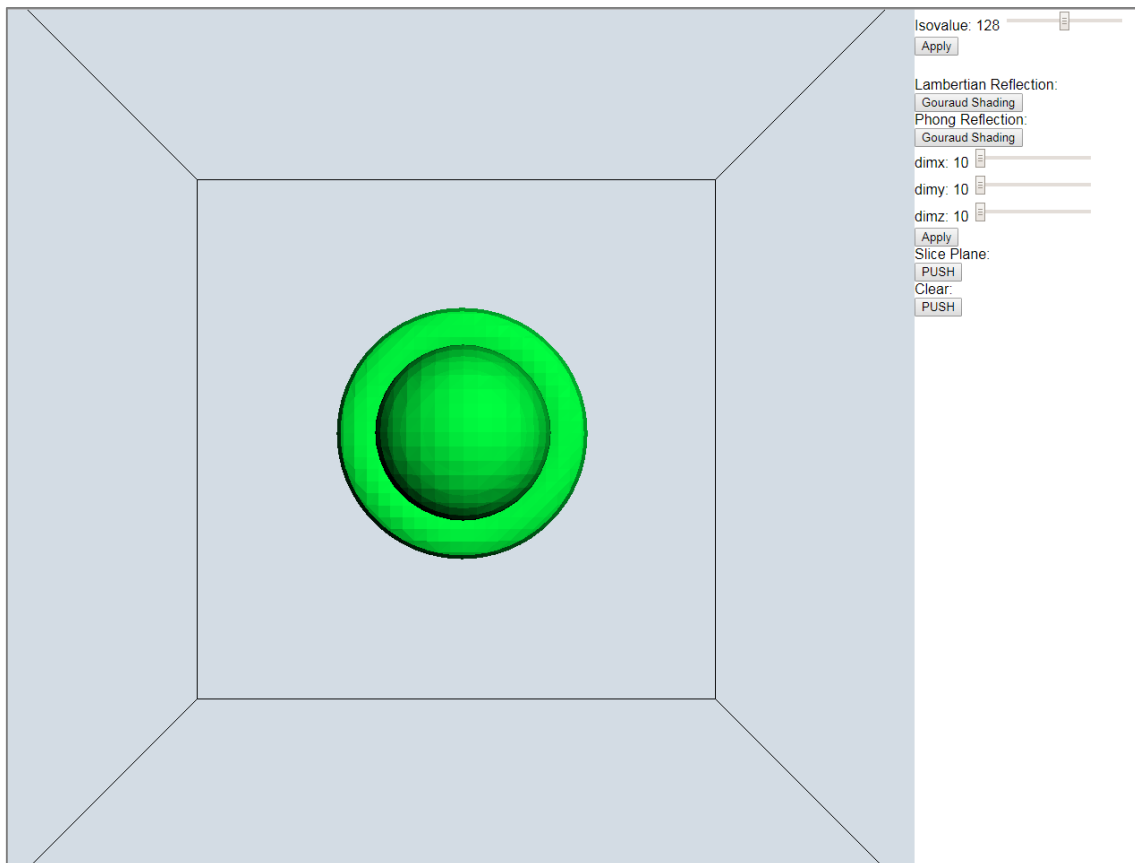 Isovalue: 128
Apply
Lambertian Reflection:
Gouraud Shading
Phong Reflection:
Gouraud Shading
dimx: 10
dimy: 10
dimz: 10
Apply
Slice Plane:
PUSH
Clear:
PUSH